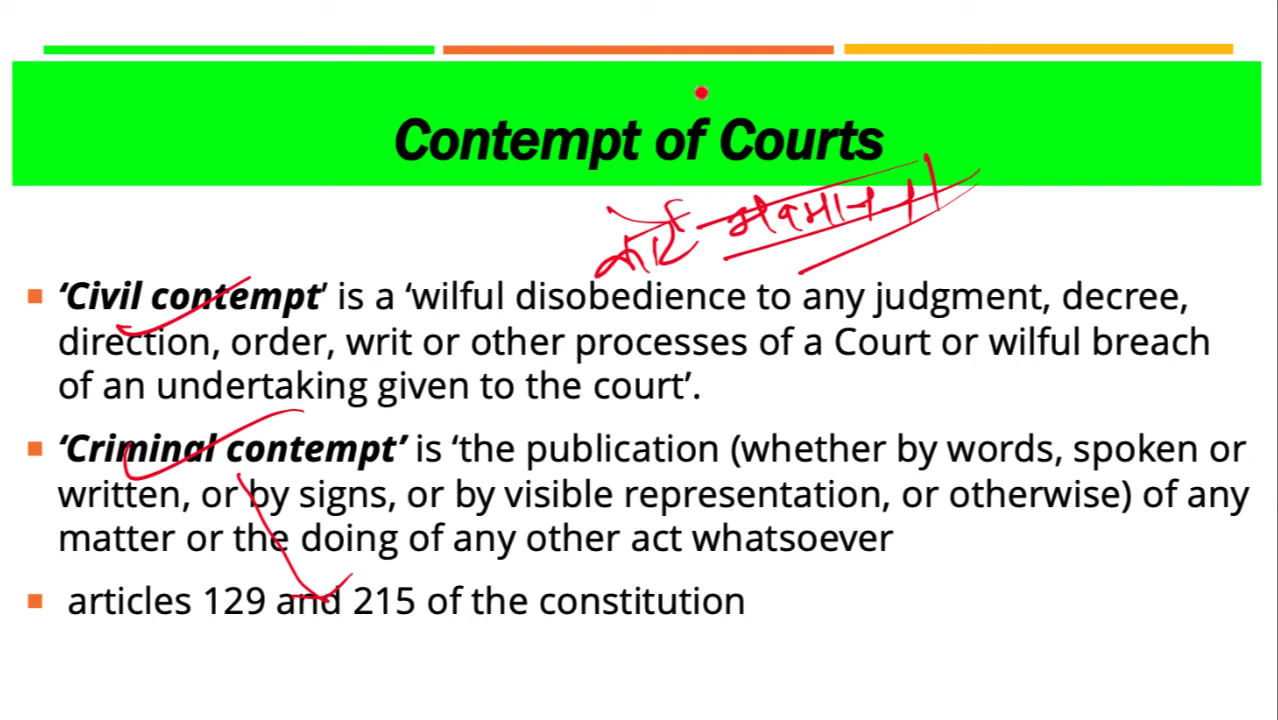 Contempt of Courts
‘Civil contempt’ is a ‘wilful disobedience to any judgment, decree,
direction, order, writ or other processes of a Court or wilful breach
of an undertaking given to the court’.
‘Criminal contempt’ is ‘the publication (whether by words, spoken or
written, or by signs, or by visible representation, or otherwise) of any
matter or the doing of any other act whatsoever
articles 129 and 215 of the constitution